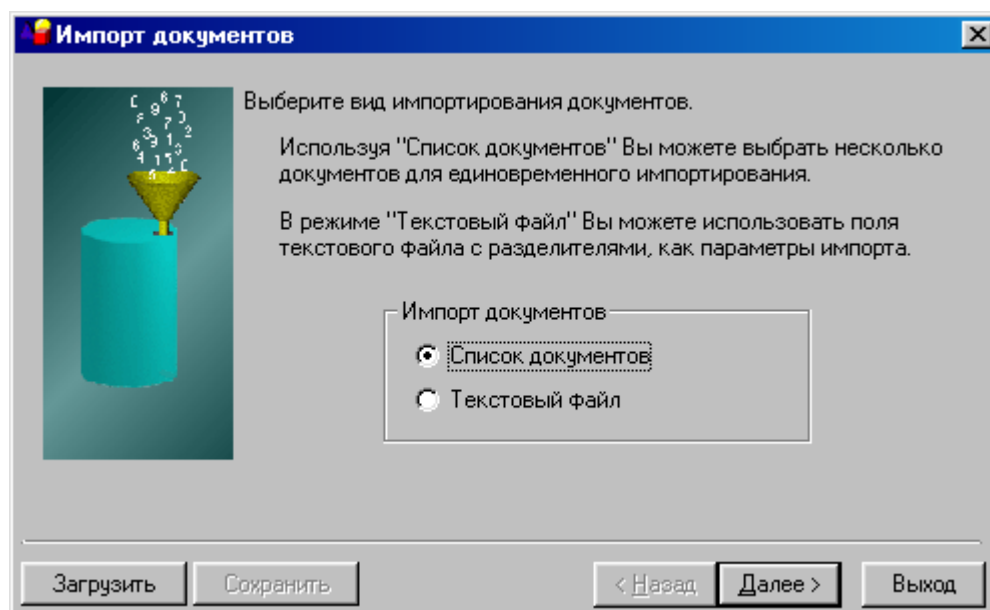 Импорт документов
Выберите вид импортирования документов.
Используя "Список документов" Вы можете выбрать несколько
документов для единовременного импортирования.
В режиме "Текстовый файл" Вы можете использовать поля
текстового файла с разделителями, как параметры импорта.
Импорт документов
Список документов
Текстовый файл
Загрузить
Сохранить
< Назад
Далее >
Выход